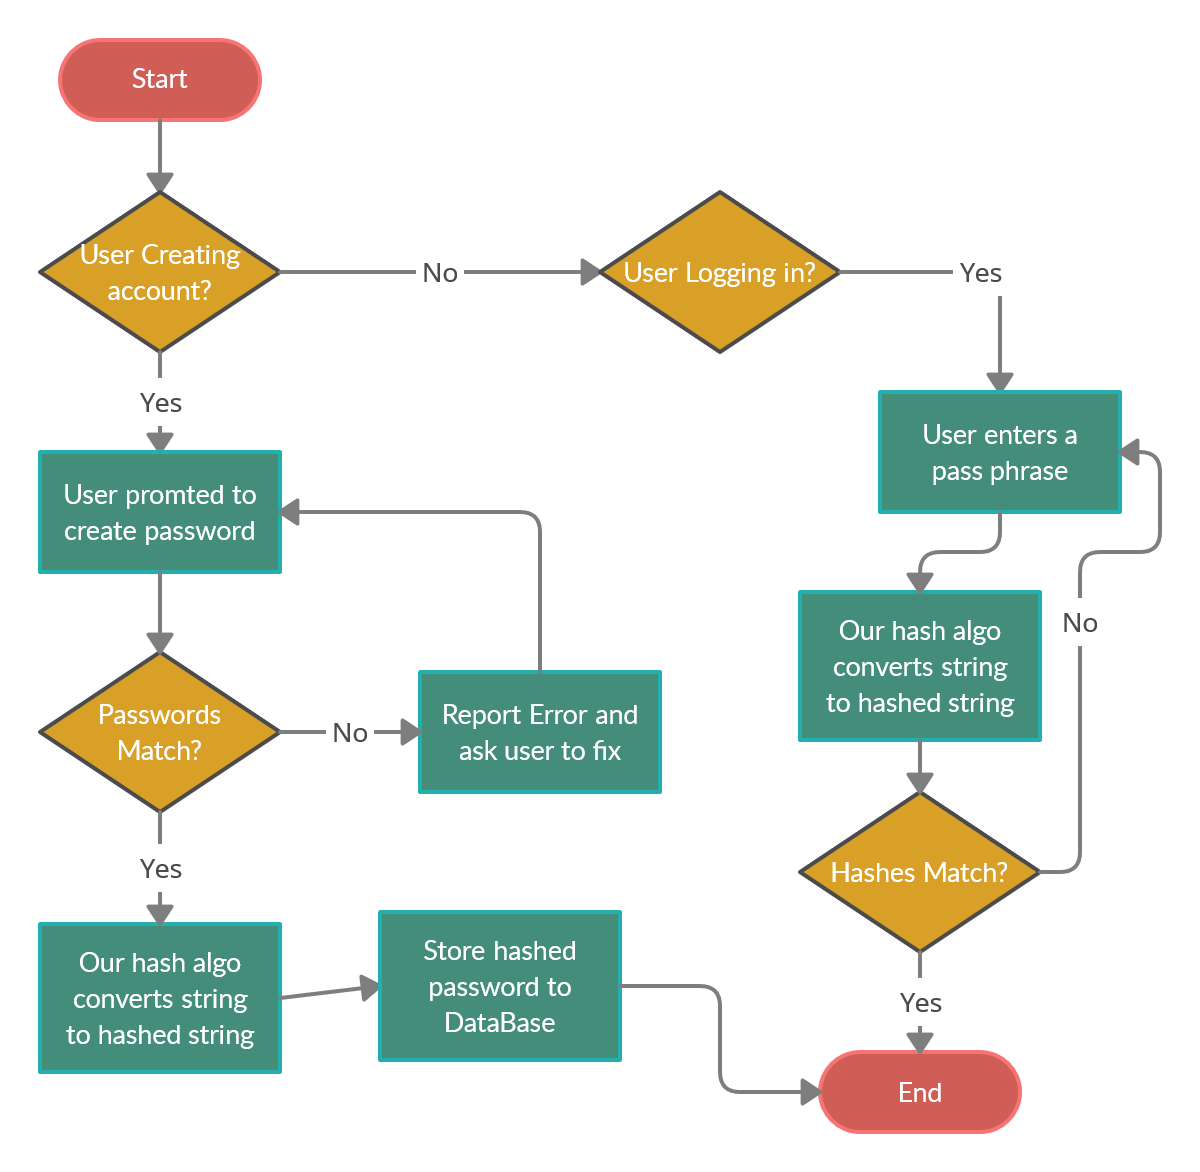 Start
User Creating
account?
No
User Logging in?
Yes
Yes
User promted to
create password
User enters a
pass phrase
Passwords
Match?
No
Report Error and
ask user to fix
Our hash algo
converts string
to hashed string
No
Yes
Hashes Match?
Our hash algo
converts string
to hashed string
Store hashed
password to
DataBase
Yes
End